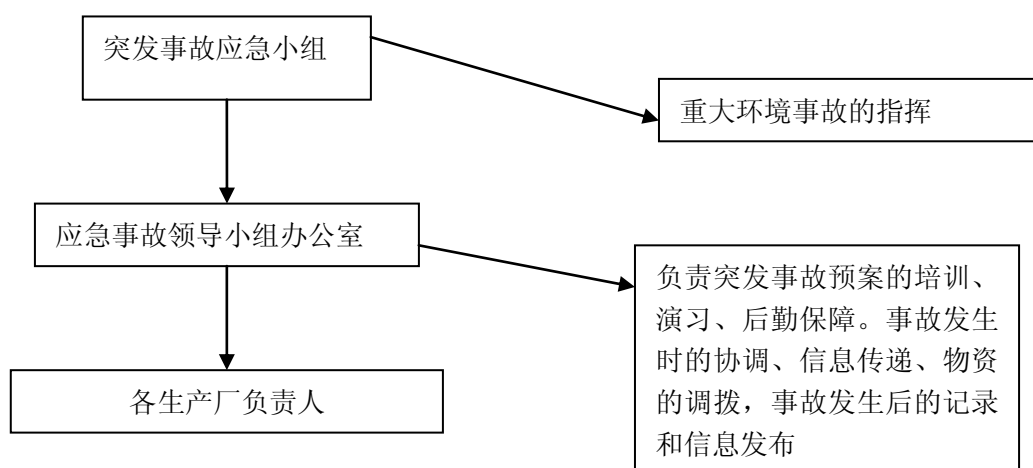 突发事故应急小组
重大环境事故的指挥
应急事故领导小组办公室
负责突发事故预案的培训、
演习、后勤保障。事故发生
时的协调、信息传递、物资
的调拨，事故发生后的记录
和信息发布
各生产厂负责人